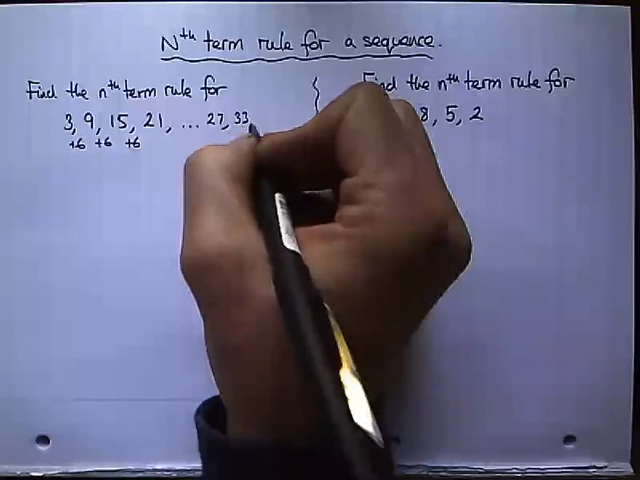 Nth term rule for a sequence.
Find the nth term rule for
3, 9, 15, 21, ... 27, 33
+6 +6 +6
Find the nth term rule for
8, 5, 2